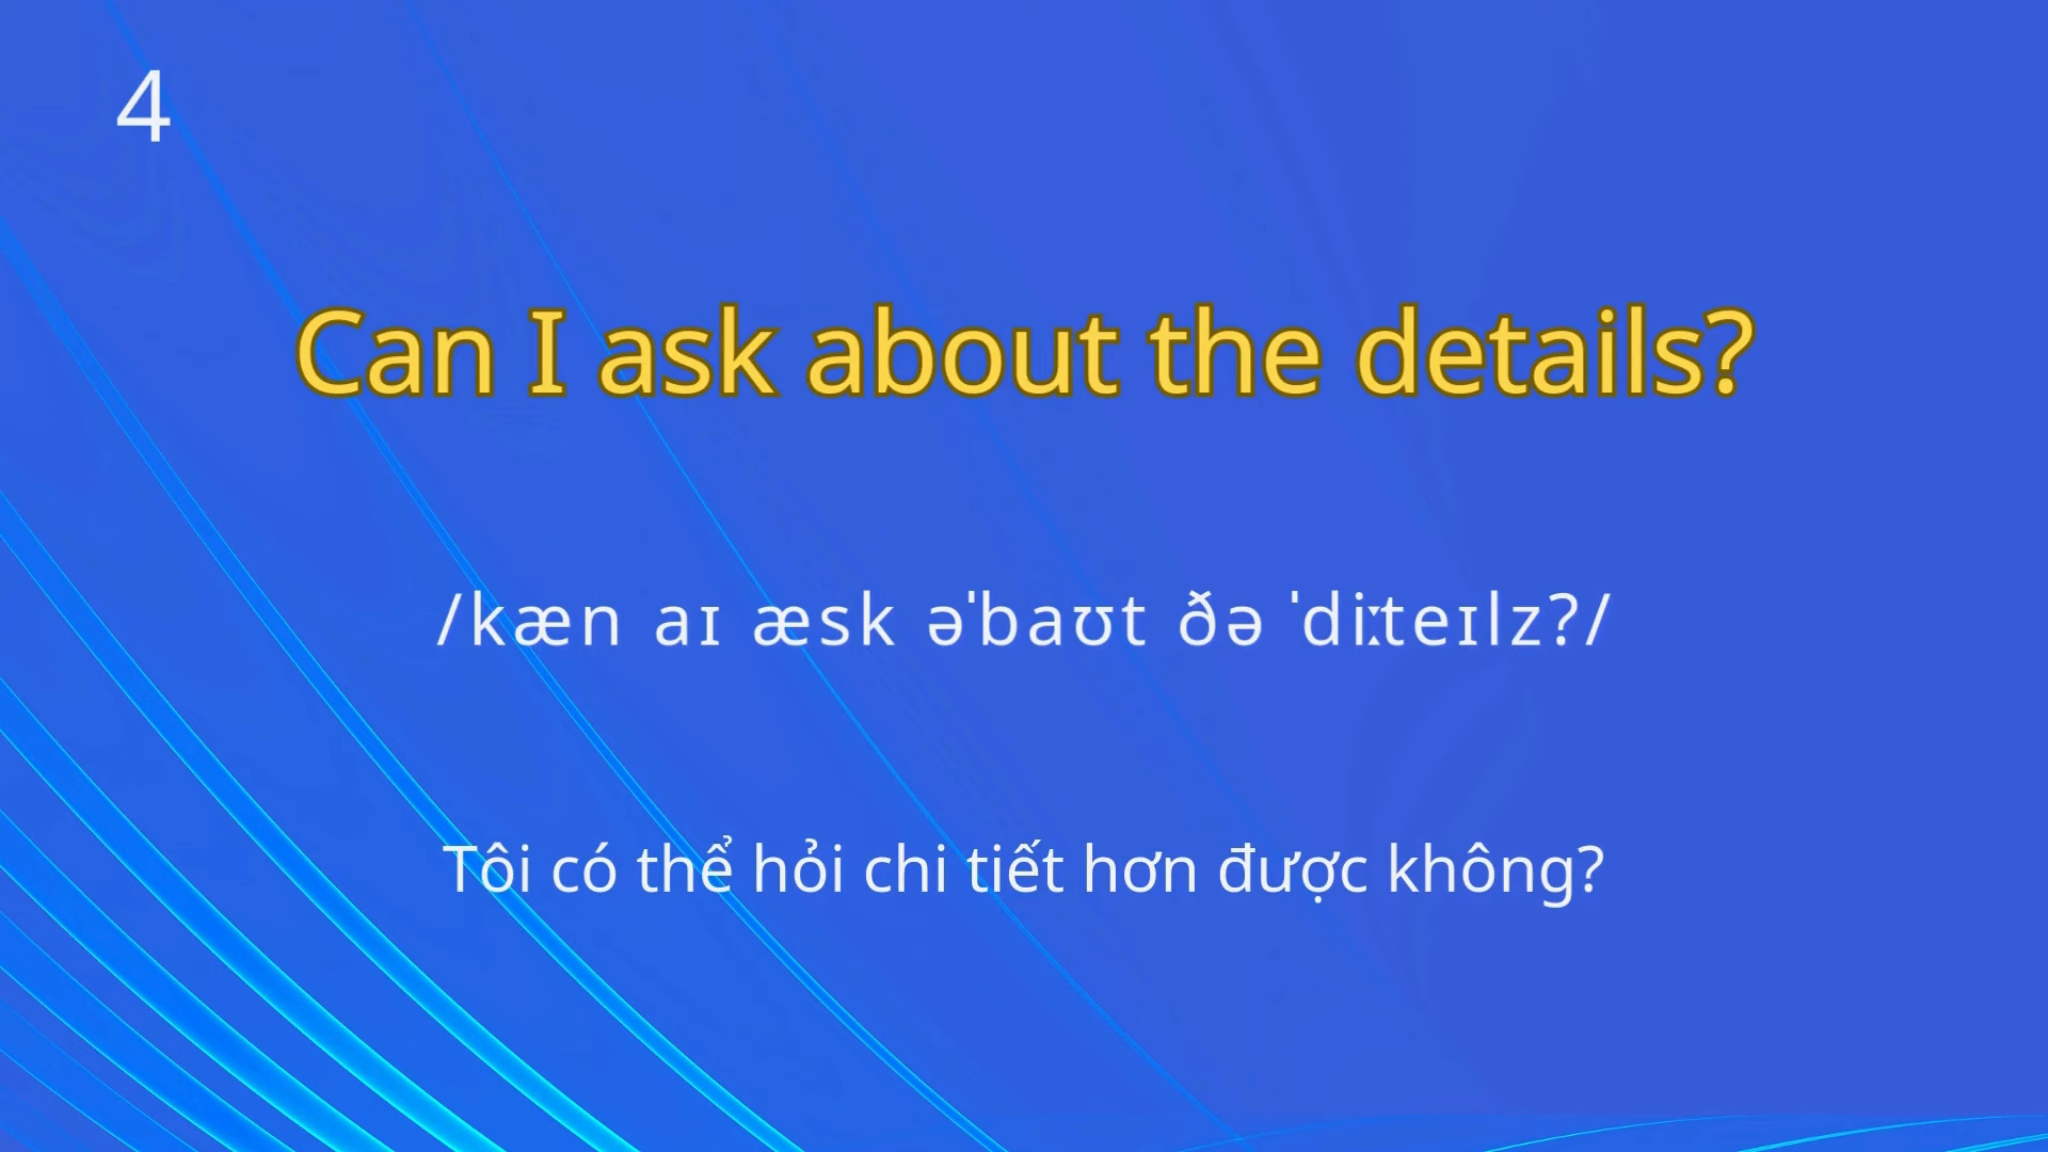 4
Can I ask about the details?
/kæn aɪ æsk əˈbaʊt ðə ˈdiːteɪlz?/
Tôi có thể hỏi chi tiết hơn được không?